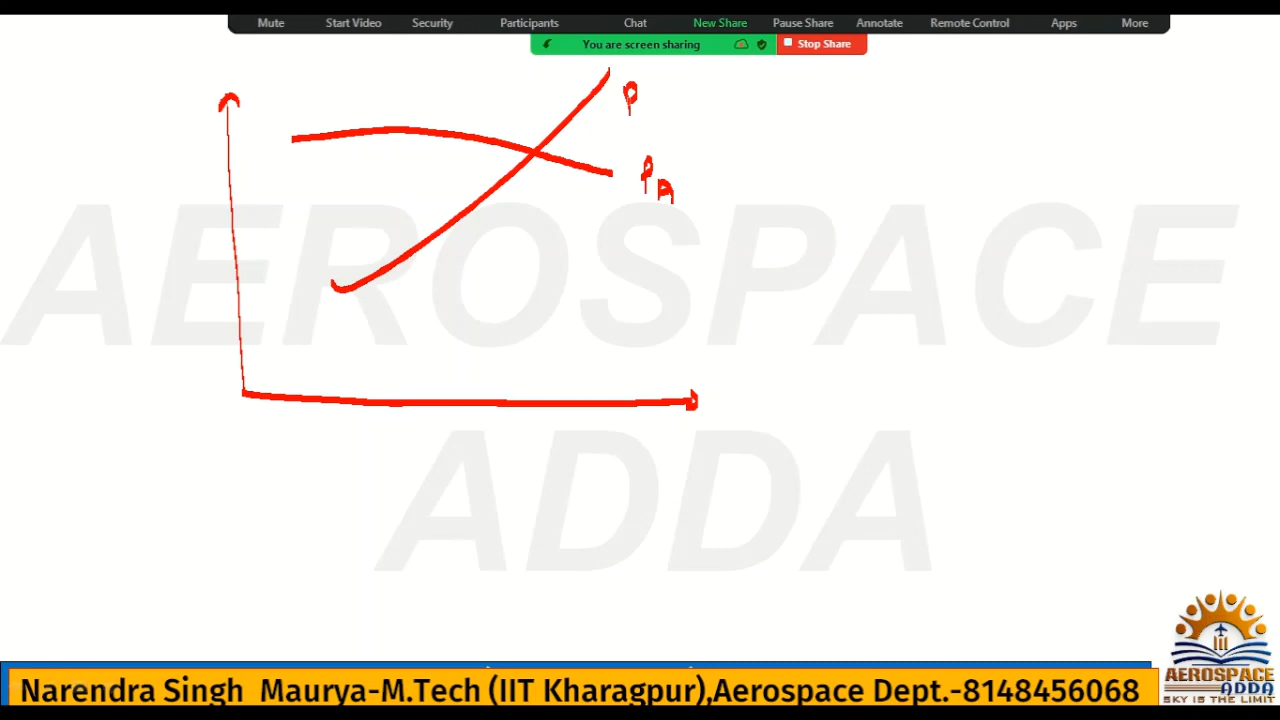 Mute Start Video Security Participants Chat New Share Pause Share Annotate Remote Control Apps More
You are screen sharing Stop Share
P
PA
AEROSPACE
ADDA
Narendra Singh Maurya-M.Tech (IIT Kharagpur),Aerospace Dept.-8148456068
AEROSPACE
ADDA
SKY IS THE LIMIT